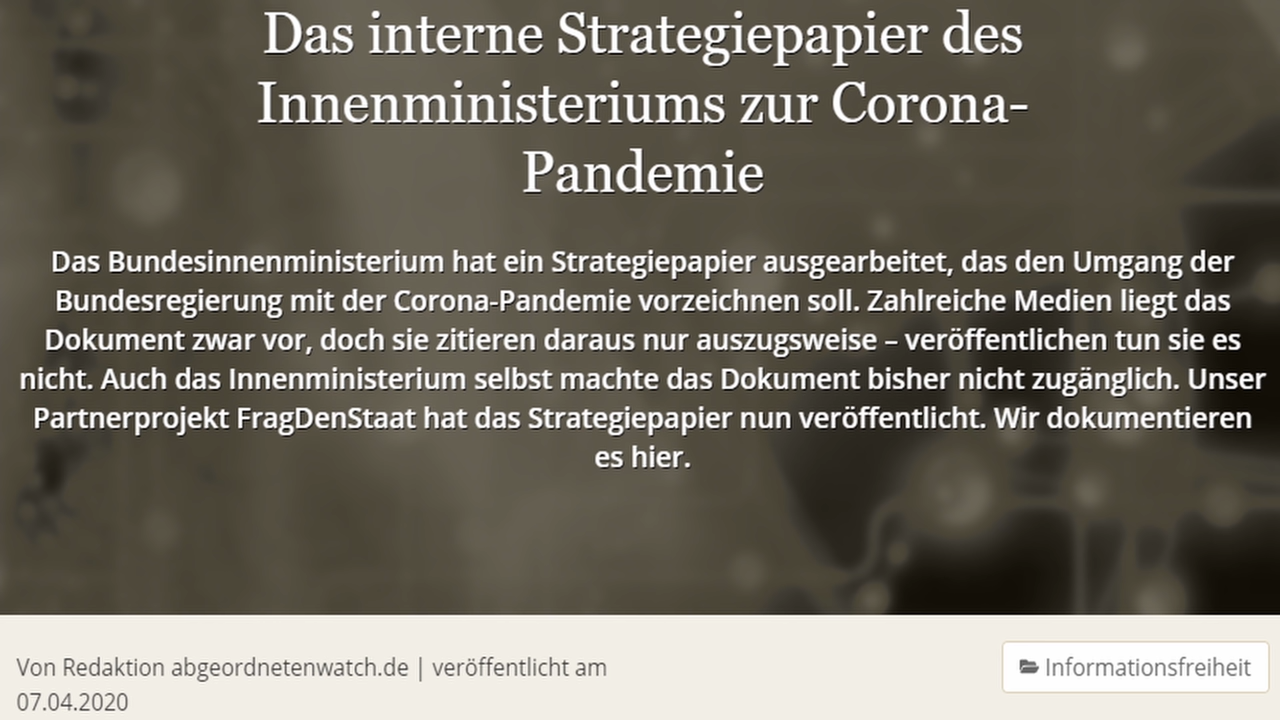 Das interne Strategiepapier des
Innenministeriums zur Corona-
Pandemie
Das Bundesinnenministerium hat ein Strategiepapier ausgearbeitet, das den Umgang der
Bundesregierung mit der Corona-Pandemie vorzeichnen soll. Zahlreiche Medien liegt das
Dokument zwar vor, doch sie zitieren daraus nur auszugsweise – veröffentlichen tun sie es
nicht. Auch das Innenministerium selbst machte das Dokument bisher nicht zugänglich. Unser
Partnerprojekt FragDenStaat hat das Strategiepapier nun veröffentlicht. Wir dokumentieren
es hier.
Von Redaktion abgeordnetenwatch.de | veröffentlicht am
07.04.2020
Informationsfreiheit